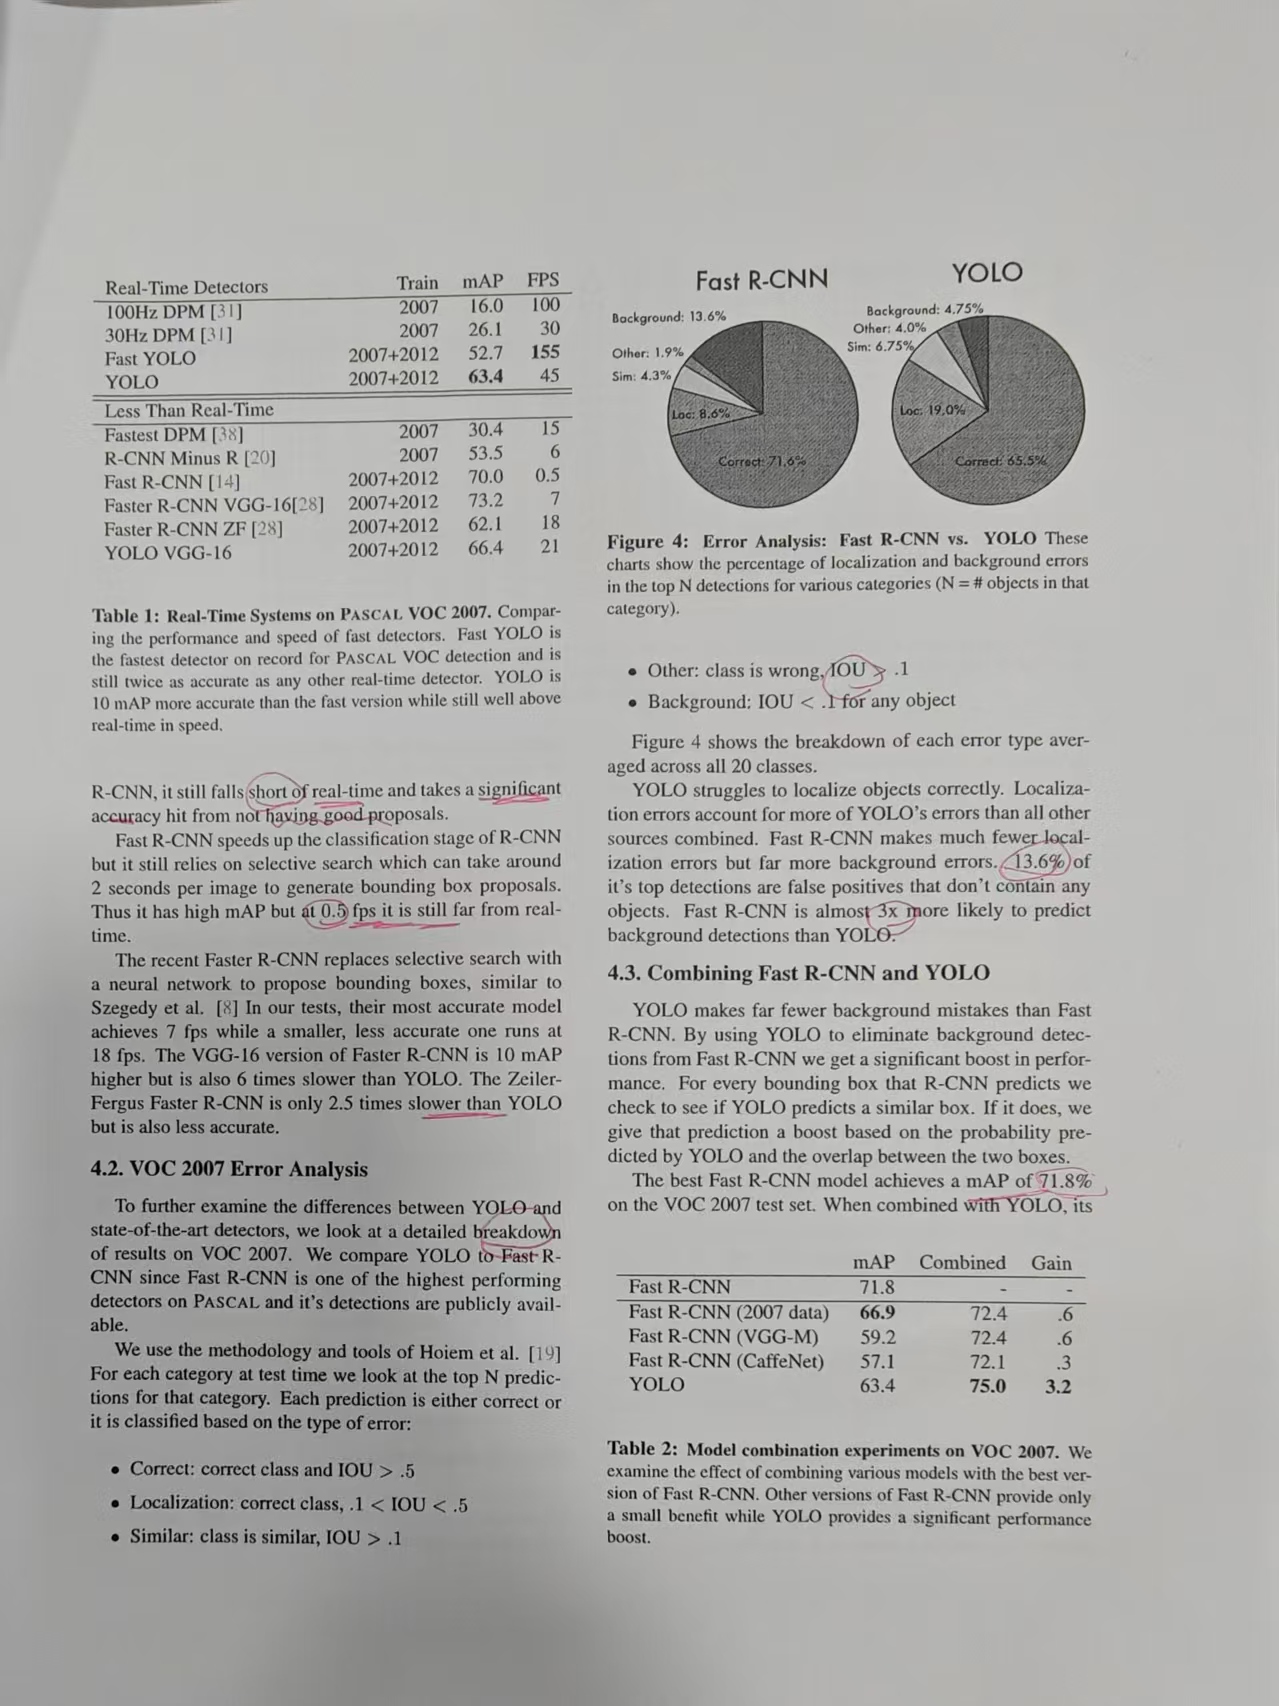 Real-Time Detectors Train mAP FPS
100Hz DPM [31] 2007 16.0 100
30Hz DPM [31] 2007 26.1 30
Fast YOLO 2007+2012 52.7 155
YOLO 2007+2012 63.4 45
Less Than Real-Time
Fastest DPM [38] 2007 30.4 15
R-CNN Minus R [20] 2007 53.5 6
Fast R-CNN [14] 2007+2012 70.0 0.5
Faster R-CNN VGG-16[28] 2007+2012 73.2 7
Faster R-CNN ZF [28] 2007+2012 62.1 18
YOLO VGG-16 2007+2012 66.4 21
Table 1: Real-Time Systems on PASCAL VOC 2007. Compar-
ing the performance and speed of fast detectors. Fast YOLO is
the fastest detector on record for PASCAL VOC detection and is
still twice as accurate as any other real-time detector. YOLO is
10 mAP more accurate than the fast version while still well above
real-time in speed.
R-CNN, it still falls short of real-time and takes a significant
accuracy hit from not having good proposals.
Fast R-CNN speeds up the classification stage of R-CNN
but it still relies on selective search which can take around
2 seconds per image to generate bounding box proposals.
Thus it has high mAP but at 0.5 fps it is still far from real-
time.
The recent Faster R-CNN replaces selective search with
a neural network to propose bounding boxes, similar to
Szegedy et al. [8] In our tests, their most accurate model
achieves 7 fps while a smaller, less accurate one runs at
18 fps. The VGG-16 version of Faster R-CNN is 10 mAP
higher but is also 6 times slower than YOLO. The Zeiler-
Fergus Faster R-CNN is only 2.5 times slower than YOLO
but is also less accurate.
4.2. VOC 2007 Error Analysis
To further examine the differences between YOLO and
state-of-the-art detectors, we look at a detailed breakdown
of results on VOC 2007. We compare YOLO to Fast R-
CNN since Fast R-CNN is one of the highest performing
detectors on PASCAL and it's detections are publicly avail-
able.
We use the methodology and tools of Hoiem et al. [19]
For each category at test time we look at the top N predic-
tions for that category. Each prediction is either correct or
it is classified based on the type of error:
• Correct: correct class and IOU > .5
• Localization: correct class, .1 < IOU < .5
• Similar: class is similar, IOU > .1
Fast R-CNN
Background: 13.6%
Other: 1.9%
Sim: 4.3%
Loc: 8.6%
Correct: 71.6%
YOLO
Background: 4.75%
Other: 4.0%
Sim: 6.75%
Loc: 19.0%
Correct: 65.5%
Figure 4: Error Analysis: Fast R-CNN vs. YOLO These
charts show the percentage of localization and background errors
in the top N detections for various categories (N = # objects in that
category).
• Other: class is wrong, IOU > .1
• Background: IOU < .1 for any object
Figure 4 shows the breakdown of each error type aver-
aged across all 20 classes.
YOLO struggles to localize objects correctly. Localiza-
tion errors account for more of YOLO's errors than all other
sources combined. Fast R-CNN makes much fewer local-
ization errors but far more background errors. 13.6% of
it's top detections are false positives that don't contain any
objects. Fast R-CNN is almost 3x more likely to predict
background detections than YOLO.
4.3. Combining Fast R-CNN and YOLO
YOLO makes far fewer background mistakes than Fast
R-CNN. By using YOLO to eliminate background detec-
tions from Fast R-CNN we get a significant boost in perfor-
mance. For every bounding box that R-CNN predicts we
check to see if YOLO predicts a similar box. If it does, we
give that prediction a boost based on the probability pre-
dicted by YOLO and the overlap between the two boxes.
The best Fast R-CNN model achieves a mAP of 71.8%
on the VOC 2007 test set. When combined with YOLO, its
mAP Combined Gain
Fast R-CNN 71.8 - -
Fast R-CNN (2007 data) 66.9 72.4 .6
Fast R-CNN (VGG-M) 59.2 72.4 .6
Fast R-CNN (CaffeNet) 57.1 72.1 .3
YOLO 63.4 75.0 3.2
Table 2: Model combination experiments on VOC 2007. We
examine the effect of combining various models with the best ver-
sion of Fast R-CNN. Other versions of Fast R-CNN provide only
a small benefit while YOLO provides a significant performance
boost.